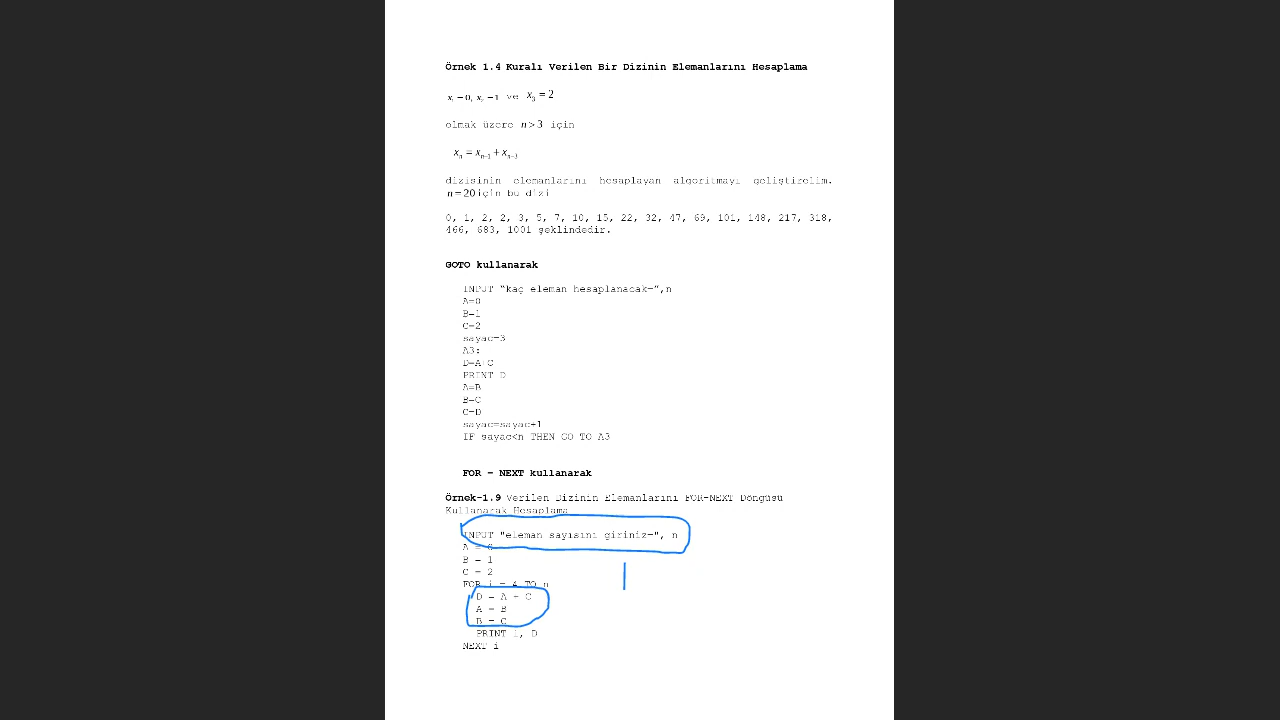 Örnek 1.4 Kuralı Verilen Bir Dizinin Elemanlarını Hesaplama
x₁ = 0, x₂ = 1 ve x₃ = 2
olmak üzere n > 3 için
xₙ = xₙ₋₁ + xₙ₋₃
dizisinin elemanlarını hesaplayan algoritmayı geliştirelim.
n = 20 için bu dizi
0, 1, 2, 2, 3, 5, 7, 10, 15, 22, 32, 47, 69, 101, 148, 217, 318,
466, 683, 1001 şeklindedir.
GOTO kullanarak
INPUT “kaç eleman hesaplanacak=”,n
A=0
B=1
C=2
sayac=3
A3:
D=A+C
PRINT D
A=B
B=C
C=D
sayac=sayac+1
IF sayac<n THEN GO TO A3
FOR – NEXT kullanarak
Örnek-1.9 Verilen Dizinin Elemanlarını FOR-NEXT Döngüsü
Kullanarak Hesaplama
INPUT "eleman sayısını giriniz=", n
A = 0
B = 1
C = 2
FOR i = 4 TO n
D = A + C
A = B
B = C
PRINT i, D
NEXT i